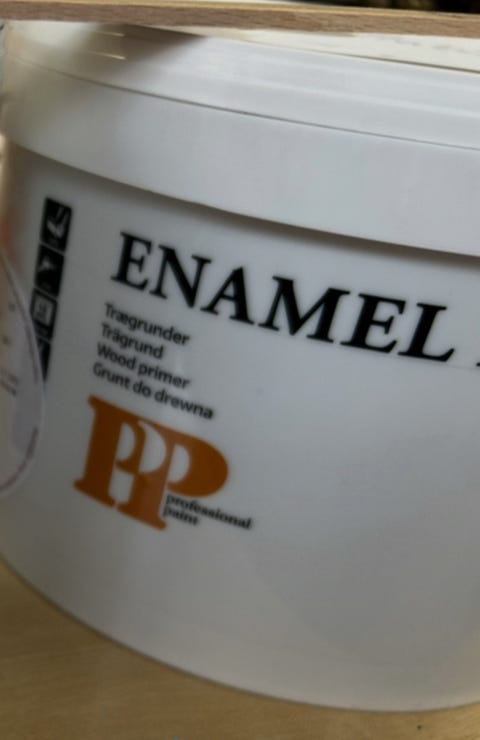 ENAMEL
Trægrunder
Trägrund
Wood primer
Grunt do drewna
PP
professional
paint